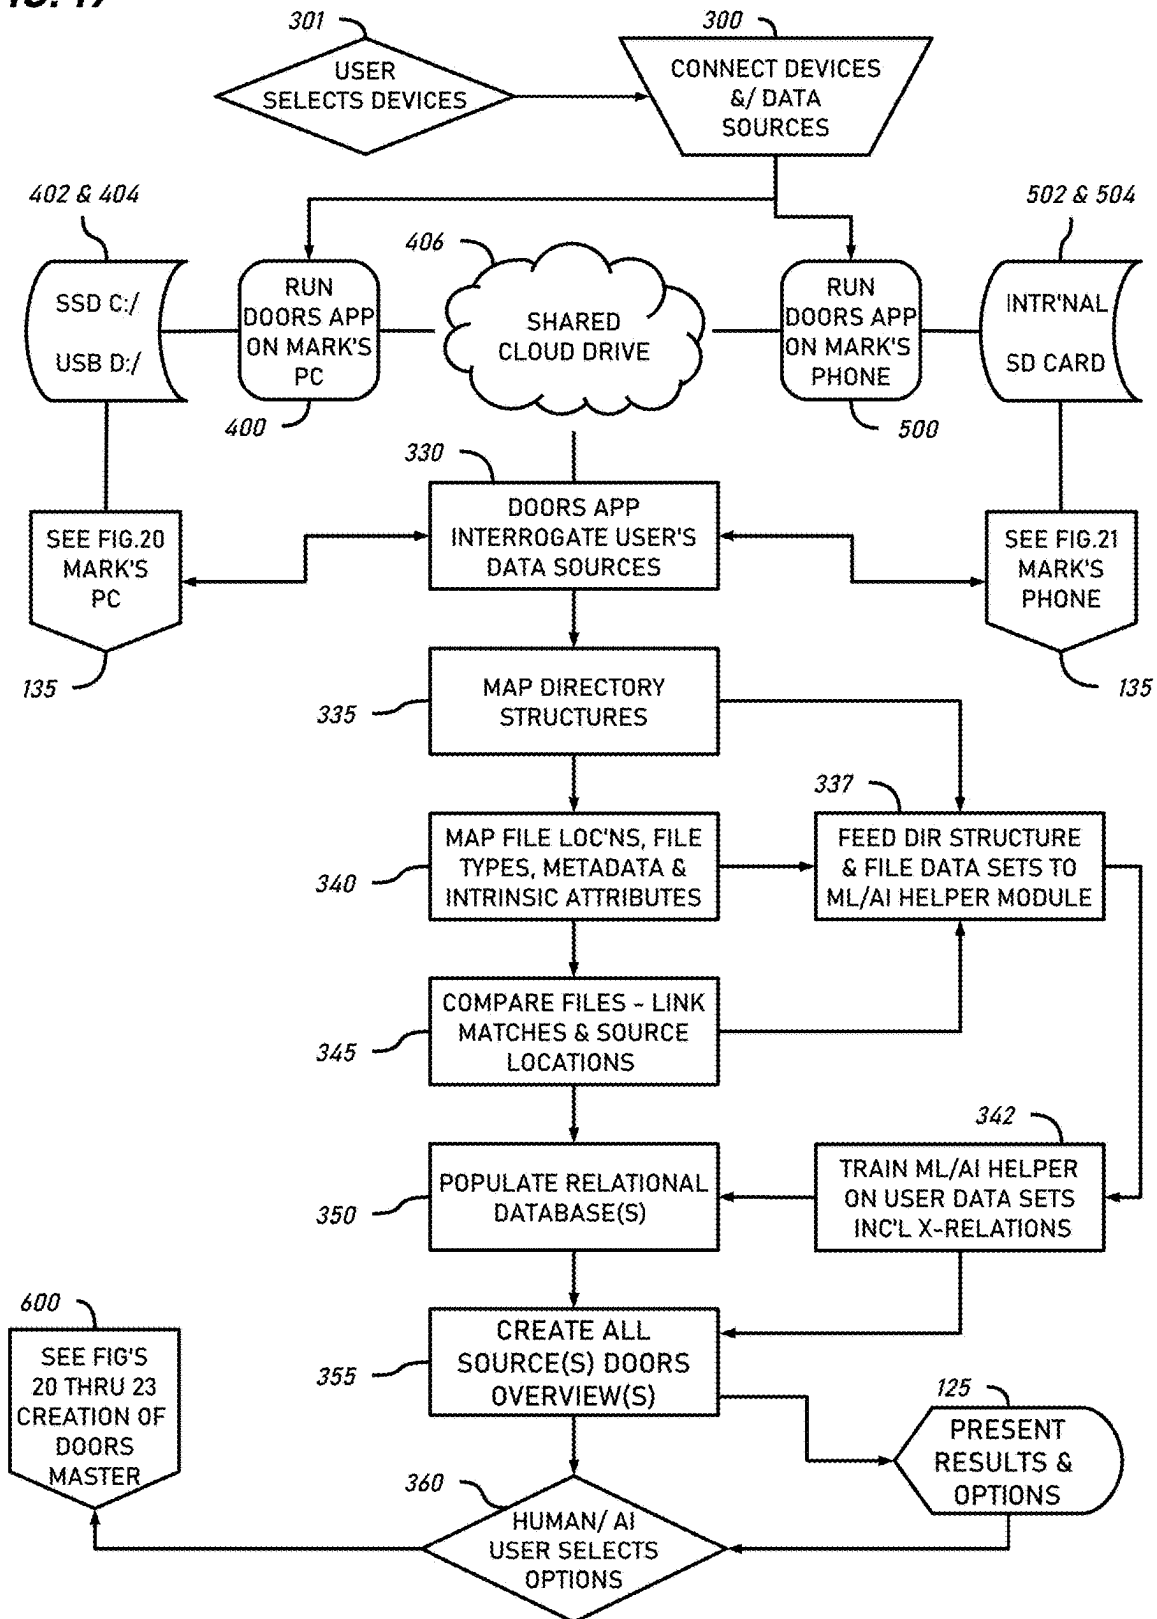 301
300
USER
SELECTS DEVICES
CONNECT DEVICES
&/ DATA
SOURCES
402 & 404
502 & 504
406
SSD C:/
USB D:/
RUN
DOORS APP
ON MARK'S
PC
SHARED
CLOUD DRIVE
RUN
DOORS APP
ON MARK'S
PHONE
INTR'NAL
SD CARD
400
500
330
SEE FIG.20
MARK'S
PC
DOORS APP
INTERROGATE USER'S
DATA SOURCES
SEE FIG.21
MARK'S
PHONE
135
135
335
MAP DIRECTORY
STRUCTURES
337
340
MAP FILE LOC'NS, FILE
TYPES, METADATA &
INTRINSIC ATTRIBUTES
FEED DIR STRUCTURE
& FILE DATA SETS TO
ML/AI HELPER MODULE
345
COMPARE FILES - LINK
MATCHES & SOURCE
LOCATIONS
342
350
POPULATE RELATIONAL
DATABASE(S)
TRAIN ML/AI HELPER
ON USER DATA SETS
INC'L X-RELATIONS
600
SEE FIG'S
20 THRU 23
CREATION OF
DOORS
MASTER
355
CREATE ALL
SOURCE(S) DOORS
OVERVIEW(S)
125
PRESENT
RESULTS &
OPTIONS
360
HUMAN/ AI
USER SELECTS
OPTIONS